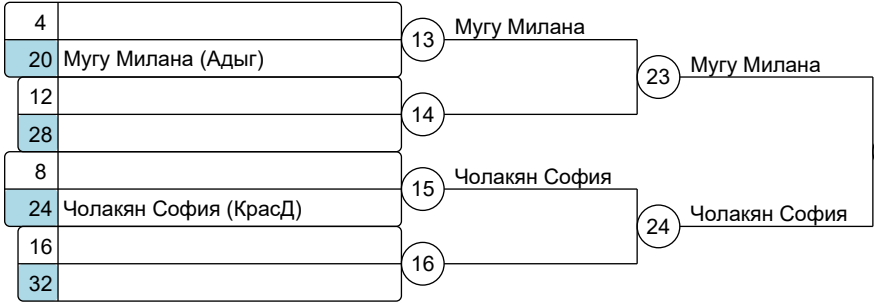 4
13 Мугу Милана
20 Мугу Милана (Адыг)
23 Мугу Милана
12
14
28
8
15 Чолакян София
24 Чолакян София (КрасД)
24 Чолакян София
16
16
32